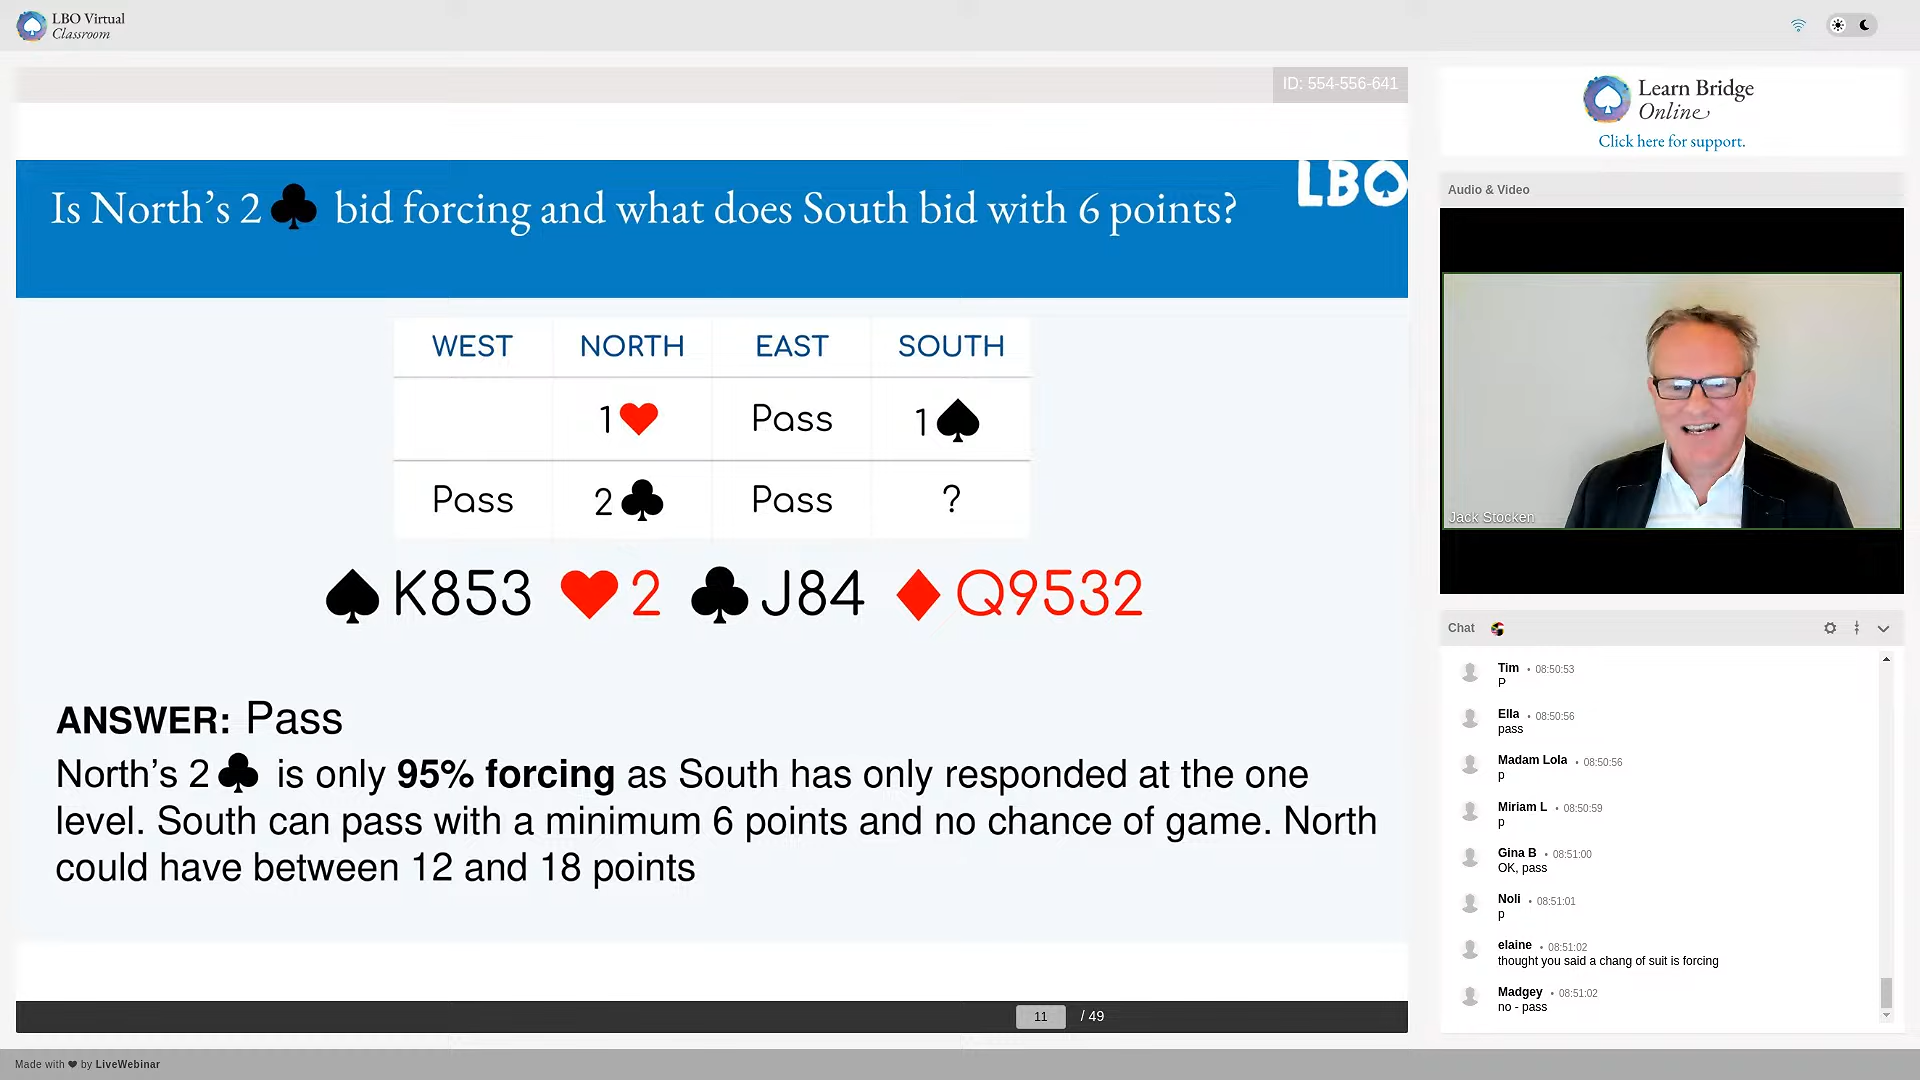 LBO Virtual
Classroom
ID: 554-556-641
Is North's 2♣ bid forcing and what does South bid with 6 points?
LBO
WEST NORTH EAST SOUTH
1♥ Pass 1♠
Pass 2♣ Pass ?
♠K853 ♥2 ♣J84 ♦Q9532
ANSWER: Pass
North's 2♣ is only 95% forcing as South has only responded at the one
level. South can pass with a minimum 6 points and no chance of game. North
could have between 12 and 18 points
11 / 49
Learn Bridge
Online
Click here for support.
Audio & Video
Jack Stocken
Chat
Tim • 08:50:53
P
Ella • 08:50:56
pass
Madam Lola • 08:50:56
p
Miriam L • 08:50:59
p
Gina B • 08:51:00
OK, pass
Noli • 08:51:01
p
elaine • 08:51:02
thought you said a chang of suit is forcing
Madgey • 08:51:02
no - pass
Made with ❤ by LiveWebinar